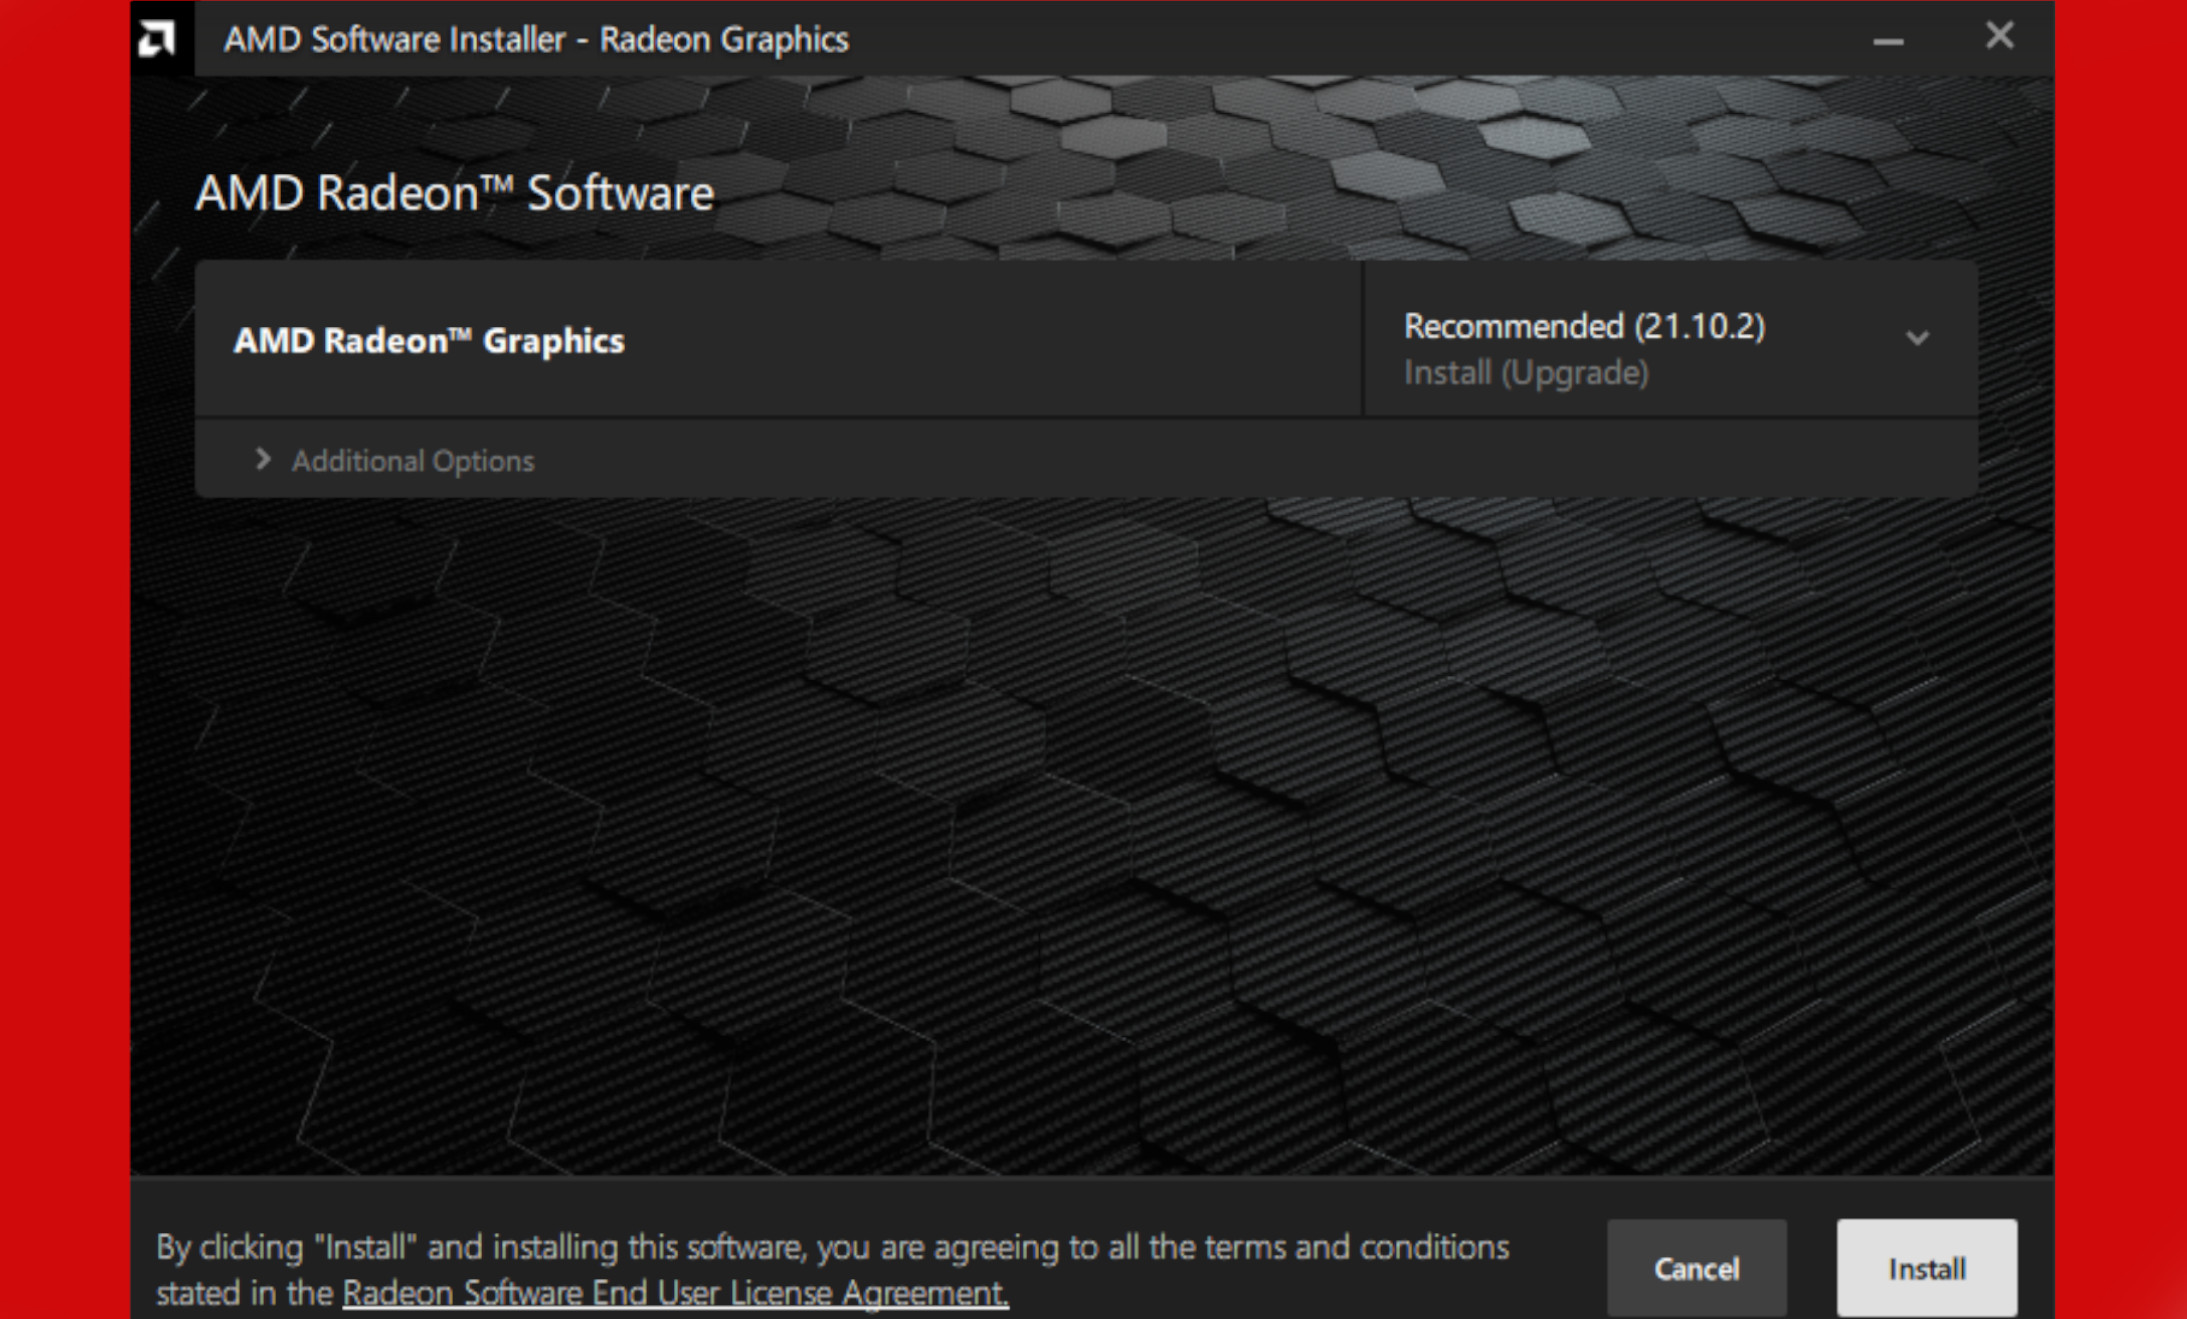 AMD Software Installer - Radeon Graphics
AMD Radeon™ Software
AMD Radeon™ Graphics
Recommended (21.10.2)
Install (Upgrade)
Additional Options
By clicking "Install" and installing this software, you are agreeing to all the terms and conditions
stated in the Radeon Software End User License Agreement.
Cancel
Install